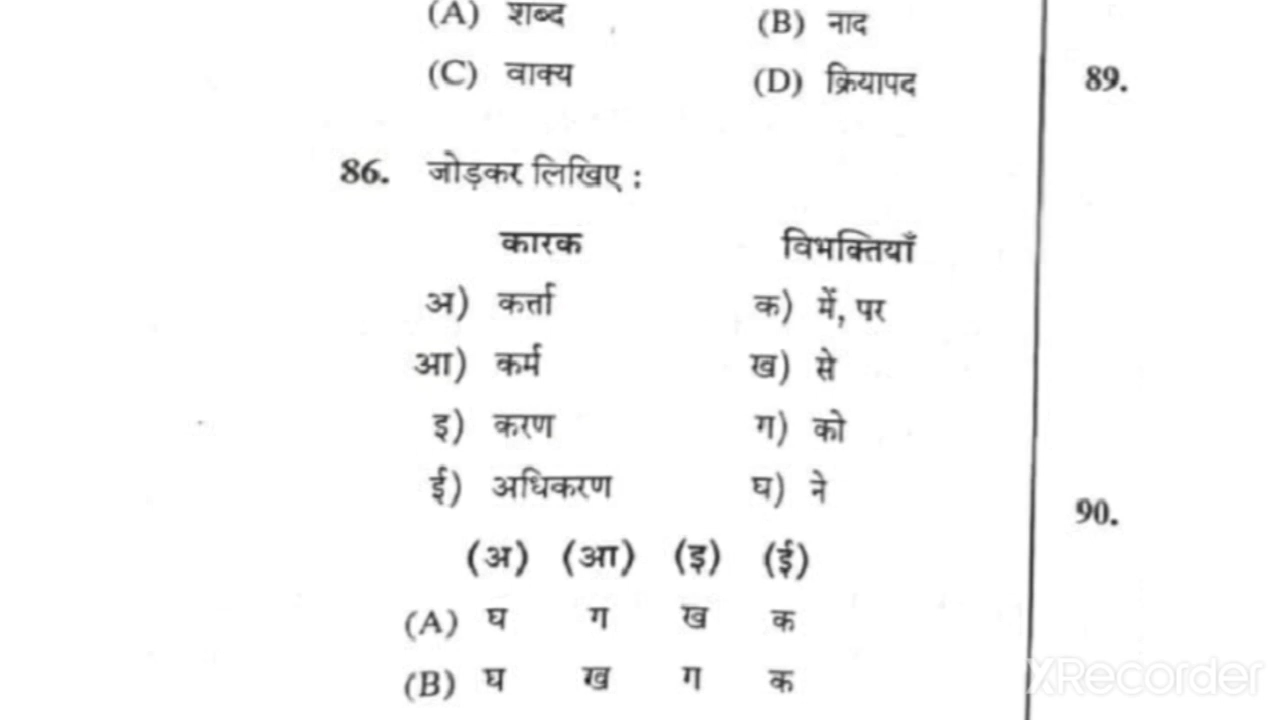 (A) शब्द (B) नाद
(C) वाक्य (D) क्रियापद
89.
86. जोड़कर लिखिए :
कारक विभक्तियाँ
अ) कर्त्ता क) में, पर
आ) कर्म ख) से
इ) करण ग) को
ई) अधिकरण घ) ने
90.
(अ) (आ) (इ) (ई)
(A) घ ग ख क
(B) घ ख ग क
XRecorder